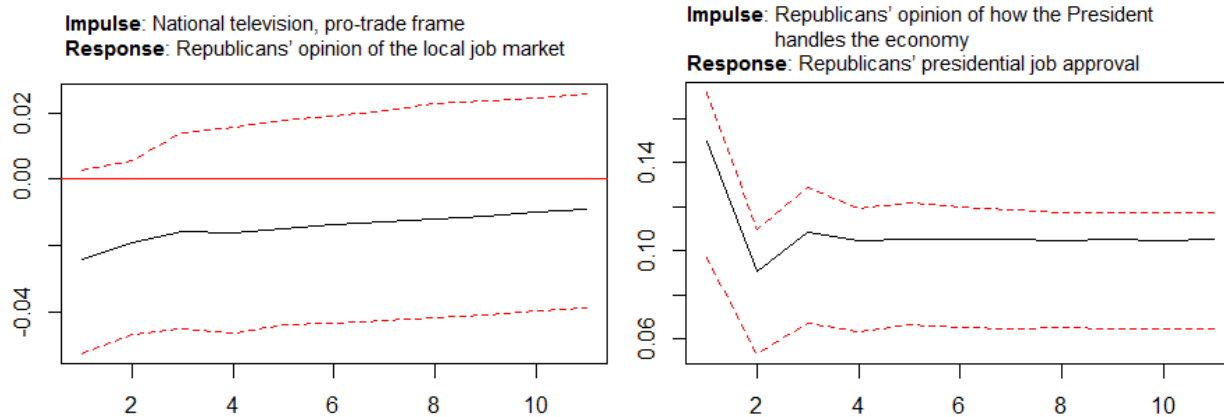 Impulse: National television, pro-trade frame
Response: Republicans' opinion of the local job market
0.02
0.00
-0.04
2 4 6 8 10
Impulse: Republicans' opinion of how the President
handles the economy
Response: Republicans' presidential job approval
0.14
0.10
0.06
2 4 6 8 10